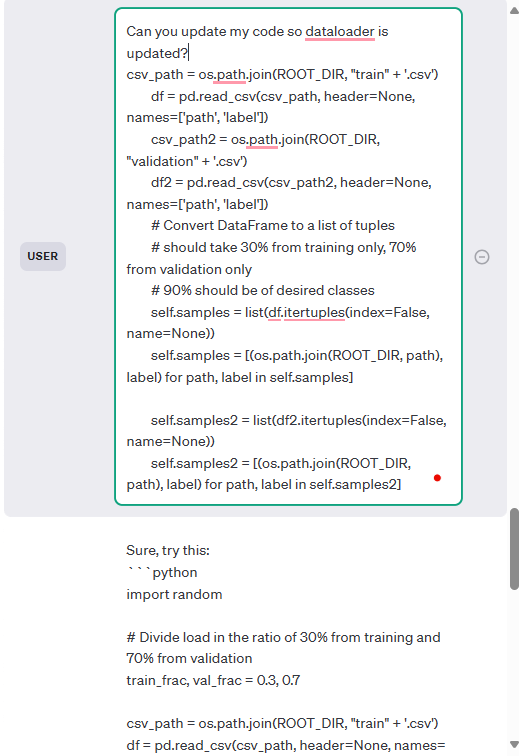 Can you update my code so dataloader is
updated?
csv_path = os.path.join(ROOT_DIR, "train" + '.csv')
df = pd.read_csv(csv_path, header=None,
names=['path', 'label'])
csv_path2 = os.path.join(ROOT_DIR,
"validation" + '.csv')
df2 = pd.read_csv(csv_path2, header=None,
names=['path', 'label'])
# Convert DataFrame to a list of tuples
# should take 30% from training only, 70%
from validation only
# 90% should be of desired classes
self.samples = list(df.itertuples(index=False,
name=None))
self.samples = [(os.path.join(ROOT_DIR, path),
label) for path, label in self.samples]
self.samples2 = list(df2.itertuples(index=False,
name=None))
self.samples2 = [(os.path.join(ROOT_DIR,
path), label) for path, label in self.samples2]
USER
Sure, try this:
```python
import random
# Divide load in the ratio of 30% from training and
70% from validation
train_frac, val_frac = 0.3, 0.7
csv_path = os.path.join(ROOT_DIR, "train" + '.csv')
df = pd.read_csv(csv_path, header=None, names=